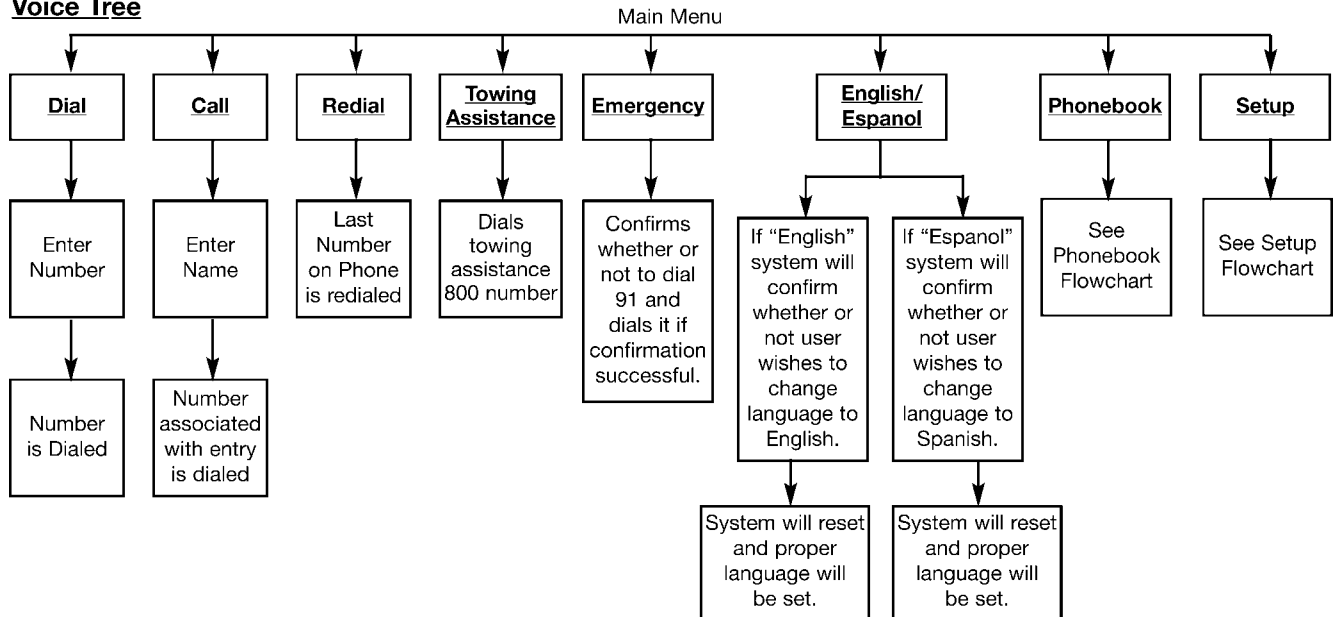 Voice Tree
Main Menu
Dial
Call
Redial
Towing
Assistance
Emergency
English/
Espanol
Phonebook
Setup
Enter
Number
Enter
Name
Last
Number
on Phone
is redialed
Dials
towing
assistance
800 number
Confirms
whether or
not to dial
91 and
dials it if
confirmation
successful.
If “English”
system will
confirm
whether or
not user
wishes to
change
language to
English.
If “Espanol”
system will
confirm
whether or
not user
wishes to
change
language to
Spanish.
See
Phonebook
Flowchart
See Setup
Flowchart
Number
is Dialed
Number
associated
with entry
is dialed
System will reset
and proper
language will
be set.
System will reset
and proper
language will
be set.